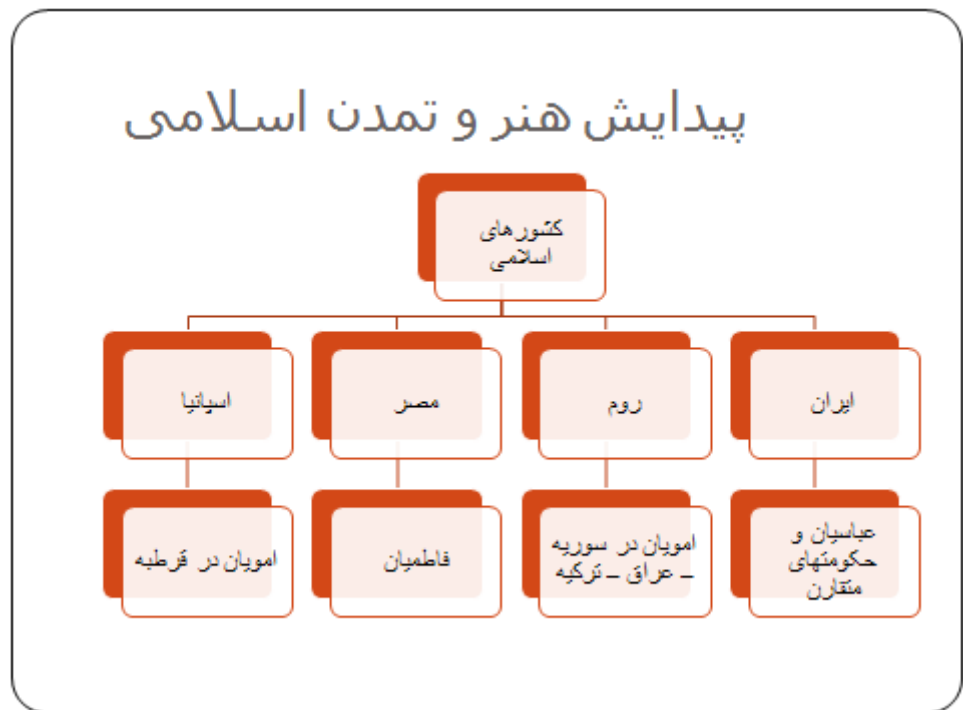 پیدایش هنر و تمدن اسلامی
کشورهای
اسلامی
ایران
روم
مصر
اسپانیا
عباسیان و
حکومتهای
متقارن
امویان در سوریه
– عراق – ترکیه
فاطمیان
امویان در قرطبه